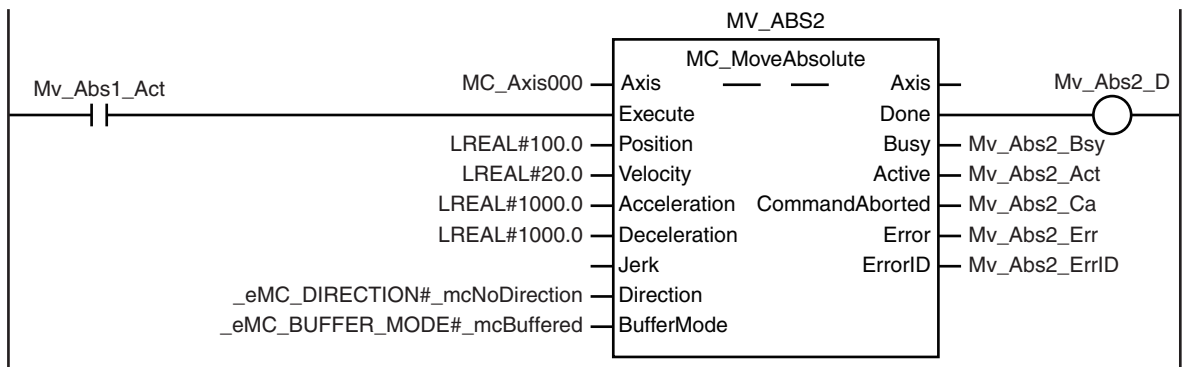 MV_ABS2
MC_MoveAbsolute
Mv_Abs1_Act
MC_Axis000 Axis Axis Mv_Abs2_D
Execute Done
LREAL#100.0 Position Busy Mv_Abs2_Bsy
LREAL#20.0 Velocity Active Mv_Abs2_Act
LREAL#1000.0 Acceleration CommandAborted Mv_Abs2_Ca
LREAL#1000.0 Deceleration Error Mv_Abs2_Err
Jerk ErrorID Mv_Abs2_ErrID
_eMC_DIRECTION#_mcNoDirection Direction
_eMC_BUFFER_MODE#_mcBuffered BufferMode